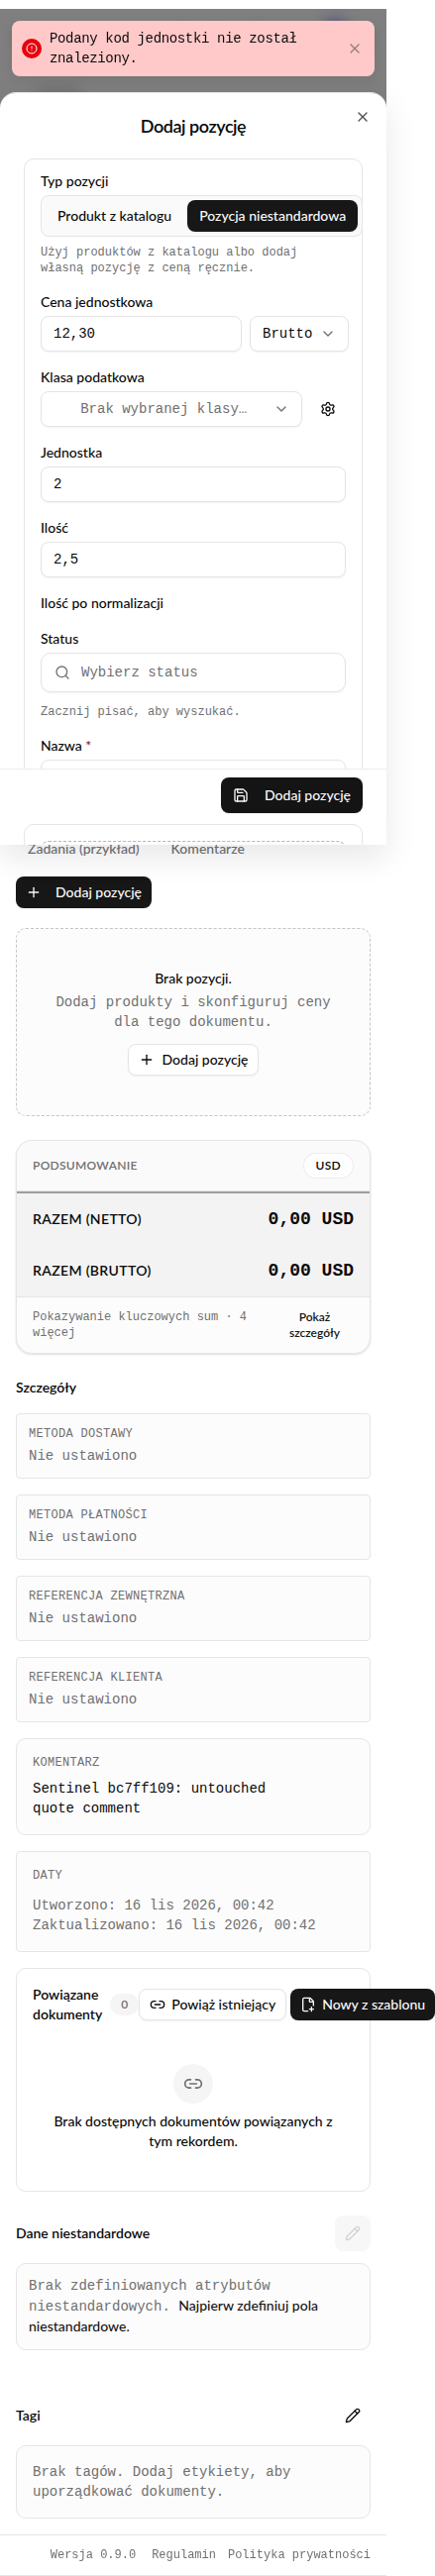 Podany kod jednostki nie został
znaleziony.
Dodaj pozycję
Typ pozycji
Produkt z katalogu
Pozycja niestandardowa
Użyj produktów z katalogu albo dodaj
własną pozycję z ceną ręcznie.
Cena jednostkowa
12,30
Brutto
Klasa podatkowa
Brak wybranej klasy…
Jednostka
2
Ilość
2,5
Ilość po normalizacji
Status
Wybierz status
Zacznij pisać, aby wyszukać.
Nazwa *
Dodaj pozycję
Zadania (przykład)
Komentarze
Dodaj pozycję
Brak pozycji.
Dodaj produkty i skonfiguruj ceny
dla tego dokumentu.
Dodaj pozycję
PODSUMOWANIE
USD
RAZEM (NETTO)
0,00 USD
RAZEM (BRUTTO)
0,00 USD
Pokazywanie kluczowych sum · 4
więcej
Pokaż
szczegóły
Szczegóły
METODA DOSTAWY
Nie ustawiono
METODA PŁATNOŚCI
Nie ustawiono
REFERENCJA ZEWNĘTRZNA
Nie ustawiono
REFERENCJA KLIENTA
Nie ustawiono
KOMENTARZ
Sentinel bc7ff109: untouched
quote comment
DATY
Utworzono: 16 lis 2026, 00:42
Zaktualizowano: 16 lis 2026, 00:42
Powiązane
dokumenty
0
Powiąż istniejący
Nowy z szablonu
Brak dostępnych dokumentów powiązanych z
tym rekordem.
Dane niestandardowe
Brak zdefiniowanych atrybutów
niestandardowych. Najpierw zdefiniuj pola
niestandardowe.
Tagi
Brak tagów. Dodaj etykiety, aby
uporządkować dokumenty.
Wersja 0.9.0
Regulamin
Polityka prywatności